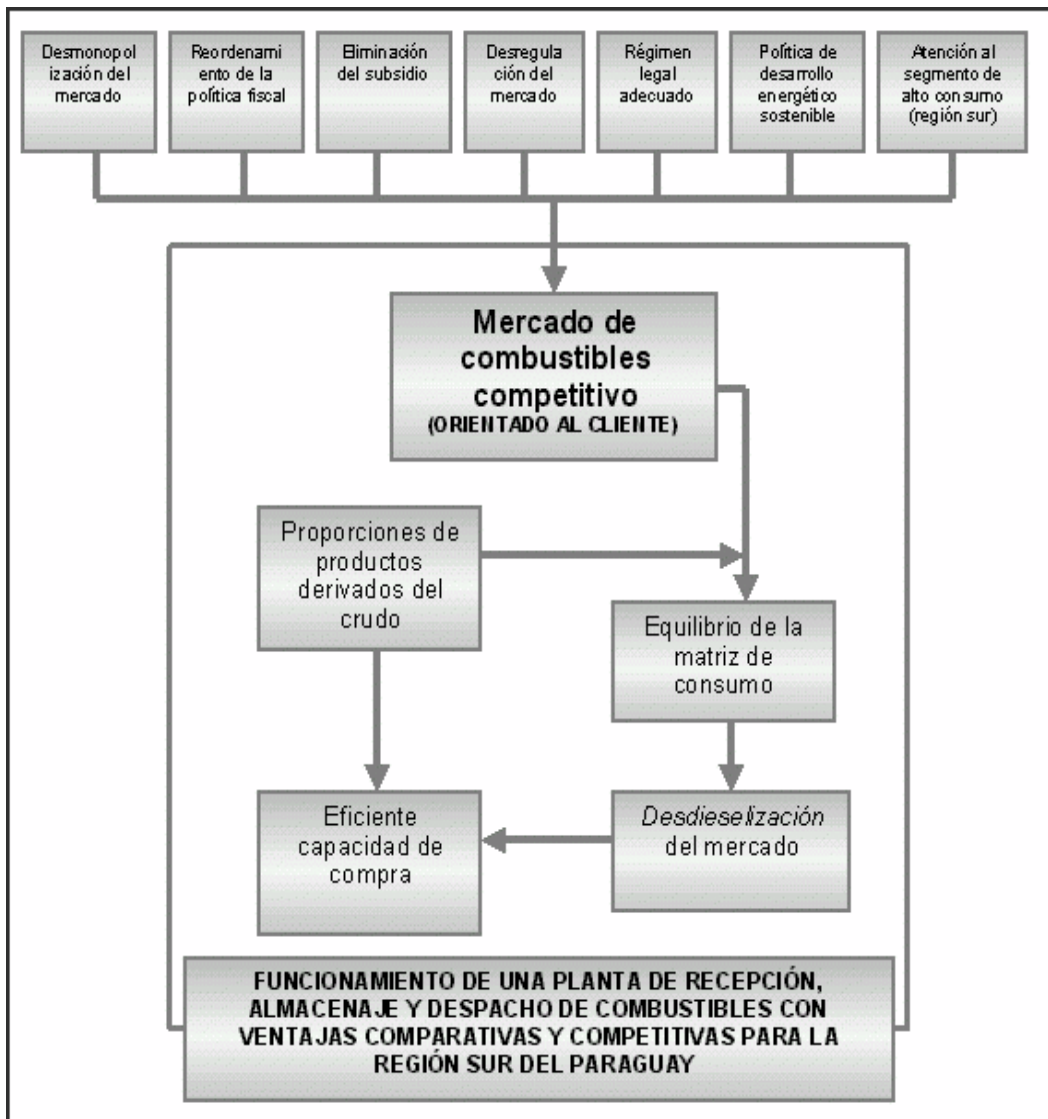 Desmonopol
ización del
mercado
Reordenami
ento de la
política fiscal
Eliminación
del subsidio
Desregula
ción del
mercado
Régimen
legal
adecuado
Política de
desarrollo
energético
sostenible
Atención al
segmento de
alto consumo
(región sur)
Mercado de
combustibles
competitivo
(ORIENTADO AL CLIENTE)
Proporciones de
productos
derivados del
crudo
Equilibrio de la
matriz de
consumo
Eficiente
capacidad de
compra
Desdieselización
del mercado
FUNCIONAMIENTO DE UNA PLANTA DE RECEPCIÓN,
ALMACENAJE Y DESPACHO DE COMBUSTIBLES CON
VENTAJAS COMPARATIVAS Y COMPETITIVAS PARA LA
REGIÓN SUR DEL PARAGUAY